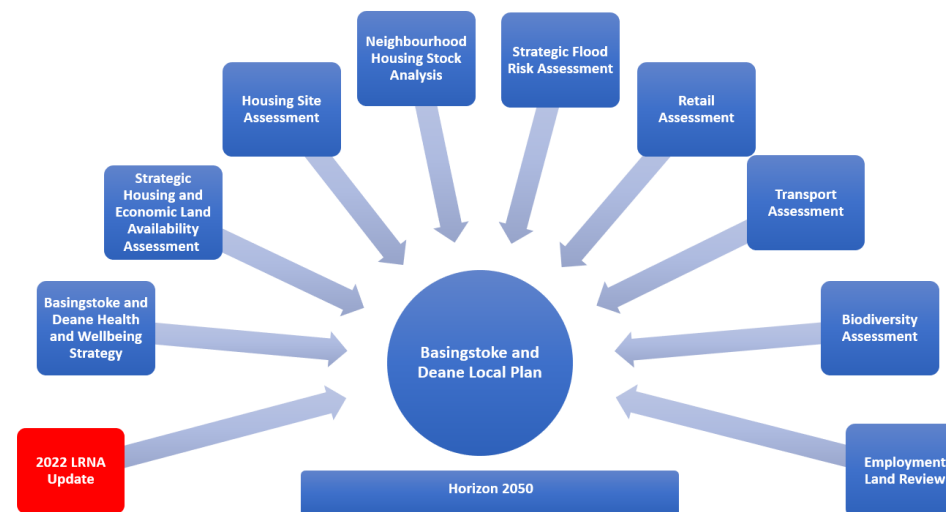 Neighbourhood
Housing Stock
Analysis
Strategic Flood
Risk Assessment
Housing Site
Assessment
Retail
Assessment
Strategic
Housing and
Economic Land
Availability
Assessment
Transport
Assessment
Basingstoke and
Deane Health
and Wellbeing
Strategy
Biodiversity
Assessment
Basingstoke and
Deane Local Plan
2022 LRNA
Update
Employment
Land Review
Horizon 2050